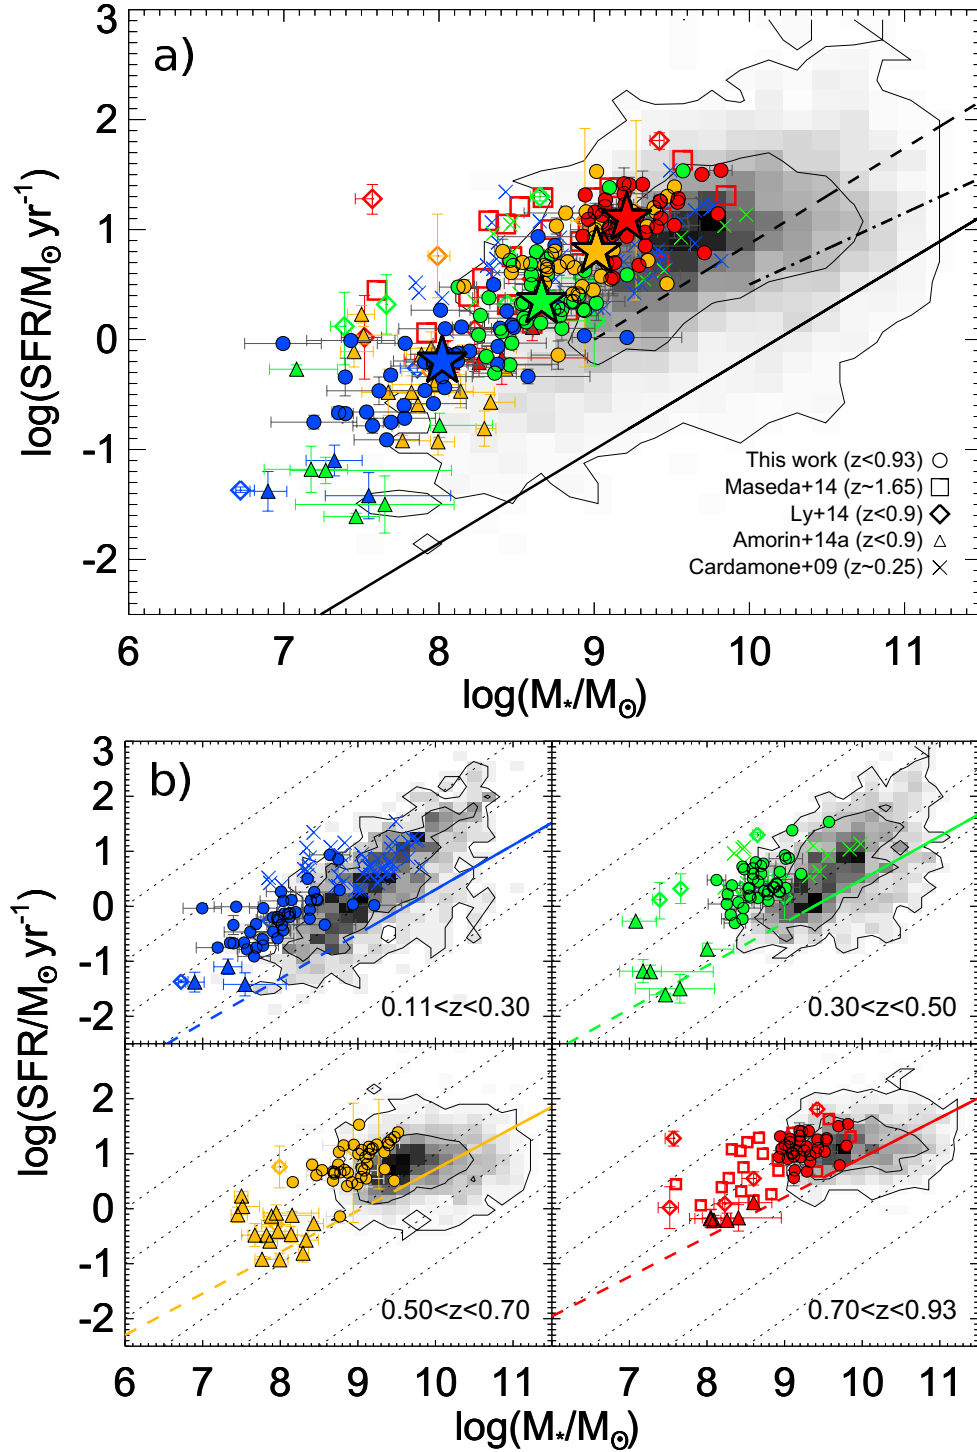 a)
3
2
1
0
-1
-2
log(SFR/M⊙ yr⁻¹)
This work (z<0.93)
Maseda+14 (z~1.65)
Ly+14 (z<0.9)
Amorin+14a (z<0.9)
Cardamone+09 (z~0.25)
6 7 8 9 10 11
log(M*/M⊙)
b)
3
2
1
0
-1
-2
0.11<z<0.30
0.30<z<0.50
log(SFR/M⊙ yr⁻¹)
2
1
0
-1
-2
0.50<z<0.70
0.70<z<0.93
6 7 8 9 10 11
7 8 9 10 11
log(M*/M⊙)
log(M*/M⊙)